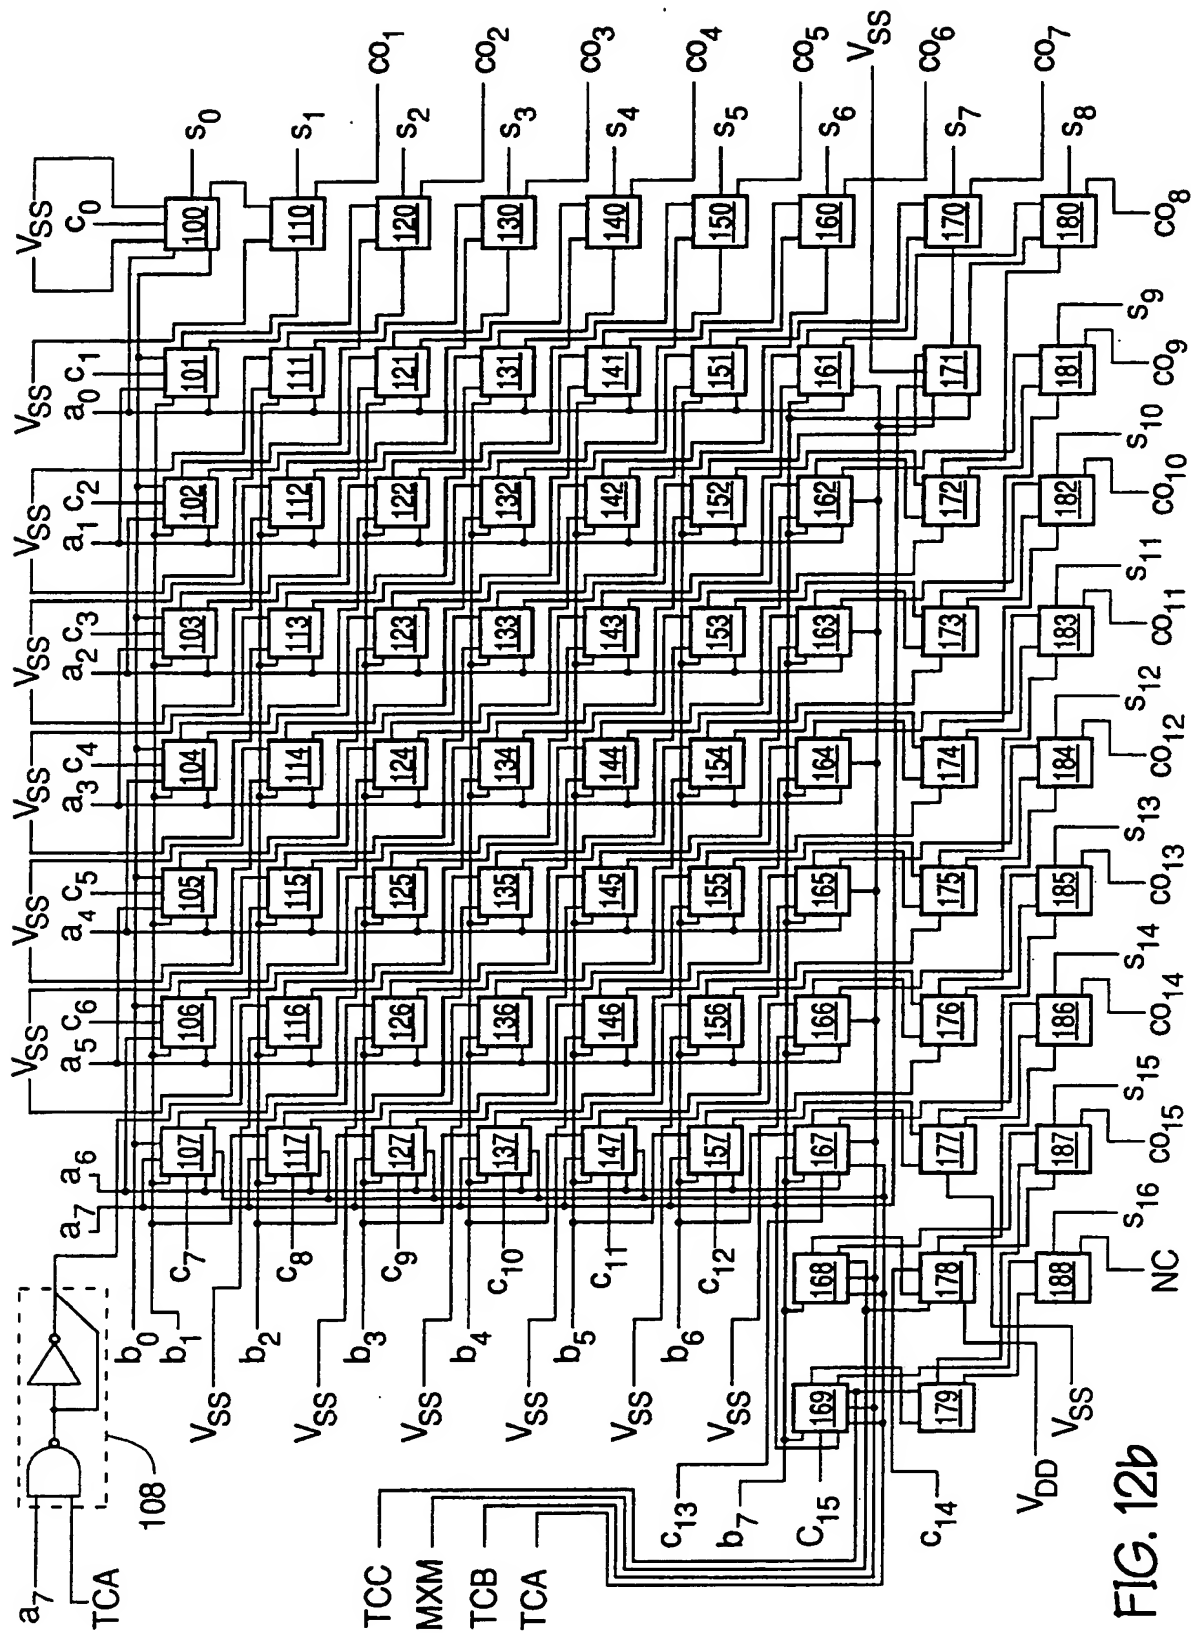 V_SS V_SS V_SS V_SS V_SS V_SS V_SS
c_6 c_5 c_4 c_3 c_2 c_1 c_0
a_7 a_6 a_5 a_4 a_3 a_2 a_1 a_0
a_7
TCA
108
b_0
b_1
107 106 105 104 103 102 101 100 s_0
c_7
V_SS
b_2
117 116 115 114 113 112 111 110 s_1
co_1
c_8
V_SS
b_3
127 126 125 124 123 122 121 120 s_2
co_2
c_9
V_SS
b_4
137 136 135 134 133 132 131 130 s_3
co_3
c_10
V_SS
b_5
147 146 145 144 143 142 141 140 s_4
co_4
c_11
V_SS
b_6
157 156 155 154 153 152 151 150 s_5
co_5
c_12
V_SS
TCC
MXM
TCB
TCA
c_13
b_7
C_15
c_14
169 168 167 166 165 164 163 162 161 160 s_6
V_SS
co_6
179 178 177 176 175 174 173 172 171 170 s_7
co_7
188 187 186 185 184 183 182 181 180 s_8
V_DD
V_SS
s_16 s_15 s_14 s_13 s_12 s_11 s_10 s_9
NC co_15 co_14 co_13 co_12 co_11 co_10 co_9 co_8
FIG. 12b